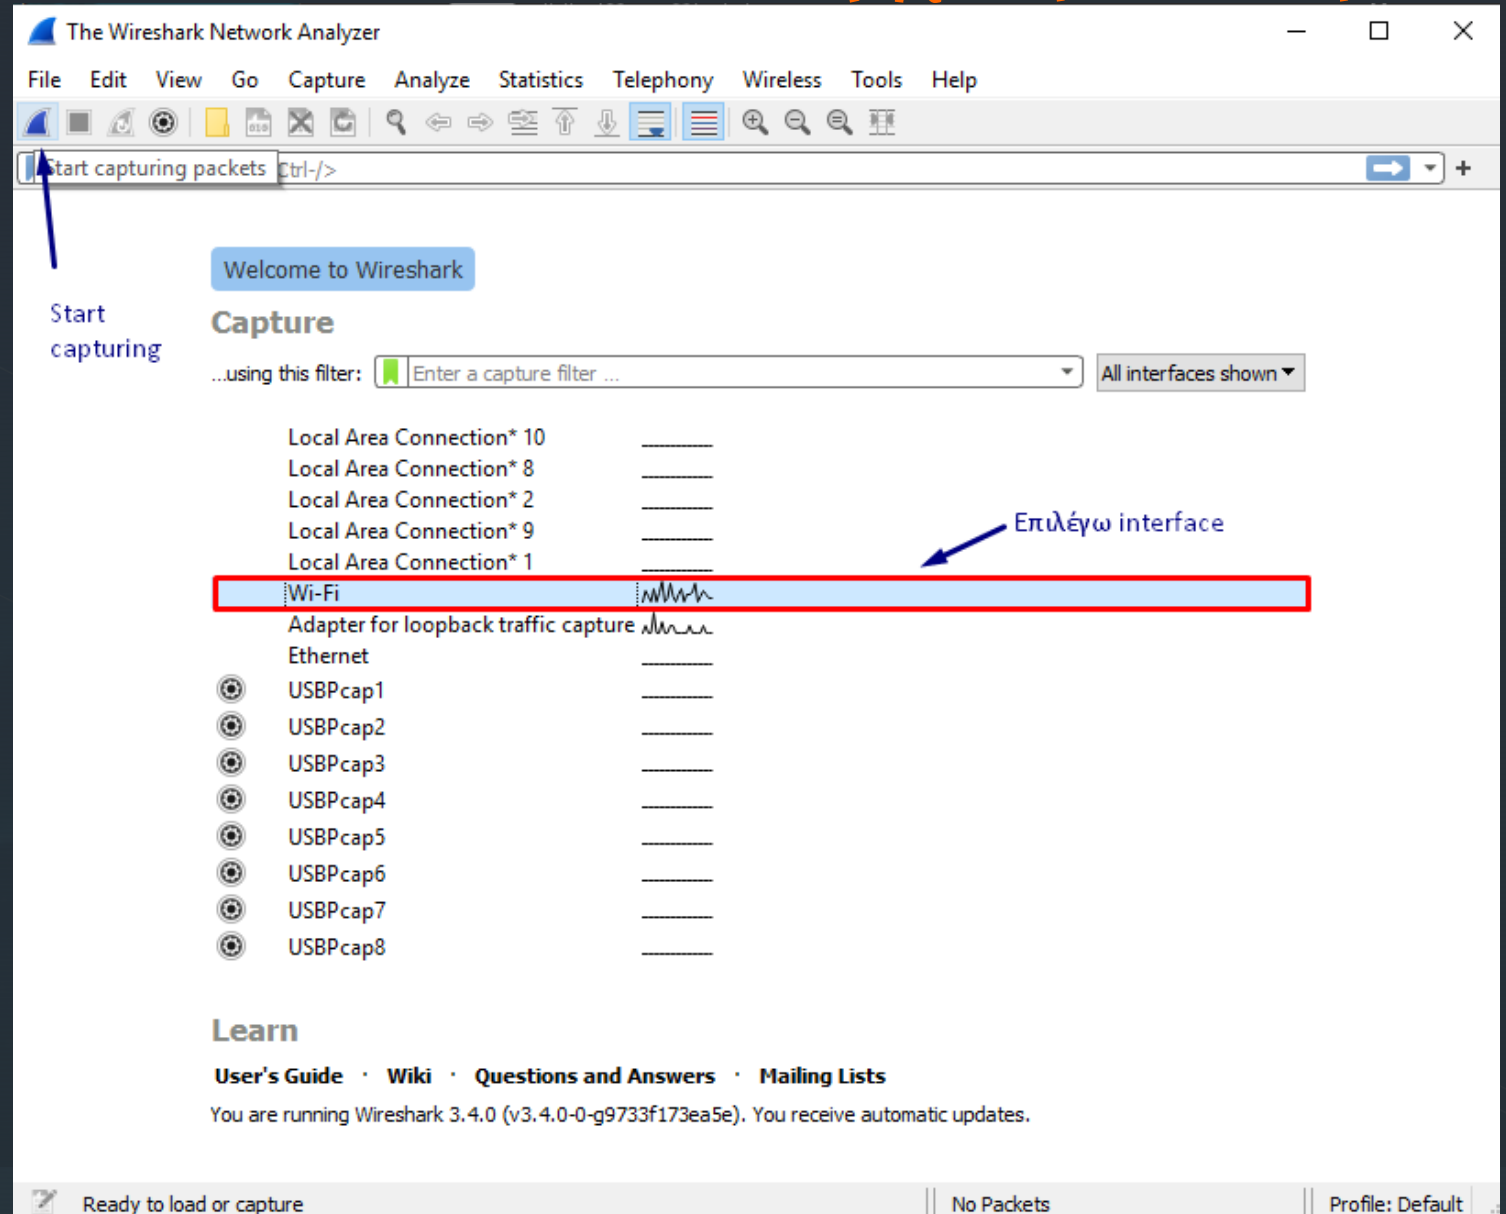 The Wireshark Network Analyzer
File Edit View Go Capture Analyze Statistics Telephony Wireless Tools Help
Start capturing packets Ctrl-/>
Welcome to Wireshark
Start
capturing
Capture
...using this filter: Enter a capture filter ... All interfaces shown
Local Area Connection* 10
Local Area Connection* 8
Local Area Connection* 2
Local Area Connection* 9
Επιλέγω interface
Local Area Connection* 1
Wi-Fi
Adapter for loopback traffic capture
Ethernet
USBPcap1
USBPcap2
USBPcap3
USBPcap4
USBPcap5
USBPcap6
USBPcap7
USBPcap8
Learn
User's Guide · Wiki · Questions and Answers · Mailing Lists
You are running Wireshark 3.4.0 (v3.4.0-0-g9733f173ea5e). You receive automatic updates.
Ready to load or capture No Packets Profile: Default